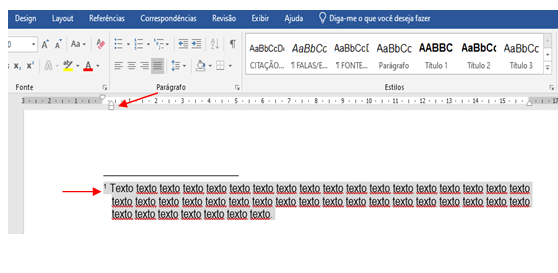 Design Layout Referências Correspondências Revisão Exibir Ajuda Diga-me o que você deseja fazer
0 A A Aa
AaBbCcDc AaBbCc AaBbCcI AaBbCc AABBC AaBbCc AaBbCc
x₂ x² A aby A
CITAÇÃO... ¶ FALAS/E... ¶ FONTE... Parágrafo Título 1 Título 2 Título 3
Fonte Parágrafo Estilos
3 2 1 1 2 3 4 5 6 7 8 9 10 11 12 13 14 15 17
¹ Texto texto texto texto texto texto texto texto texto texto texto texto texto texto texto texto texto texto
texto texto texto texto texto texto texto texto texto texto texto texto texto texto texto texto texto texto
texto texto texto texto texto texto texto.